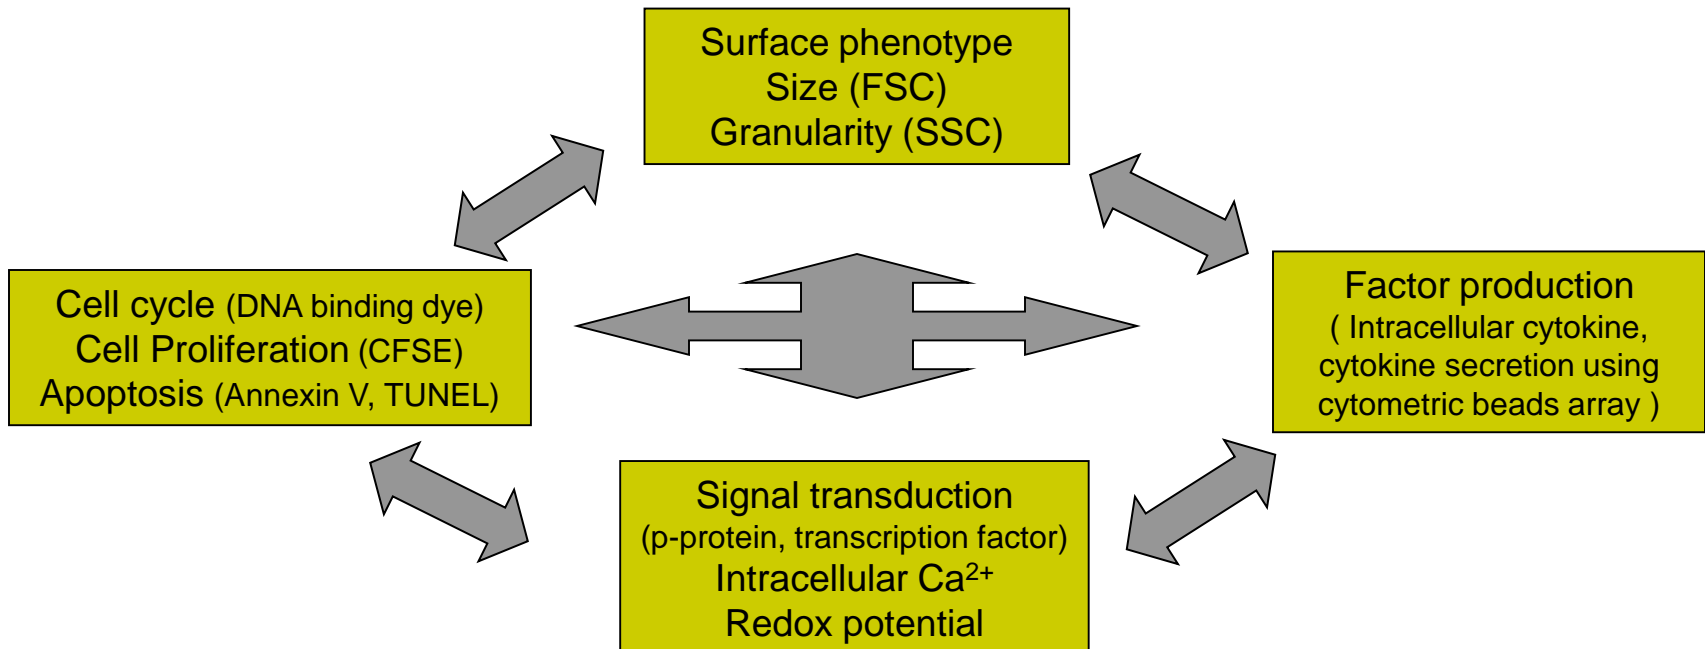 Surface phenotype
Size (FSC)
Granularity (SSC)
Cell cycle (DNA binding dye)
Cell Proliferation (CFSE)
Apoptosis (Annexin V, TUNEL)
Factor production
( Intracellular cytokine,
cytokine secretion using
cytometric beads array )
Signal transduction
(p-protein, transcription factor)
Intracellular Ca²⁺
Redox potential